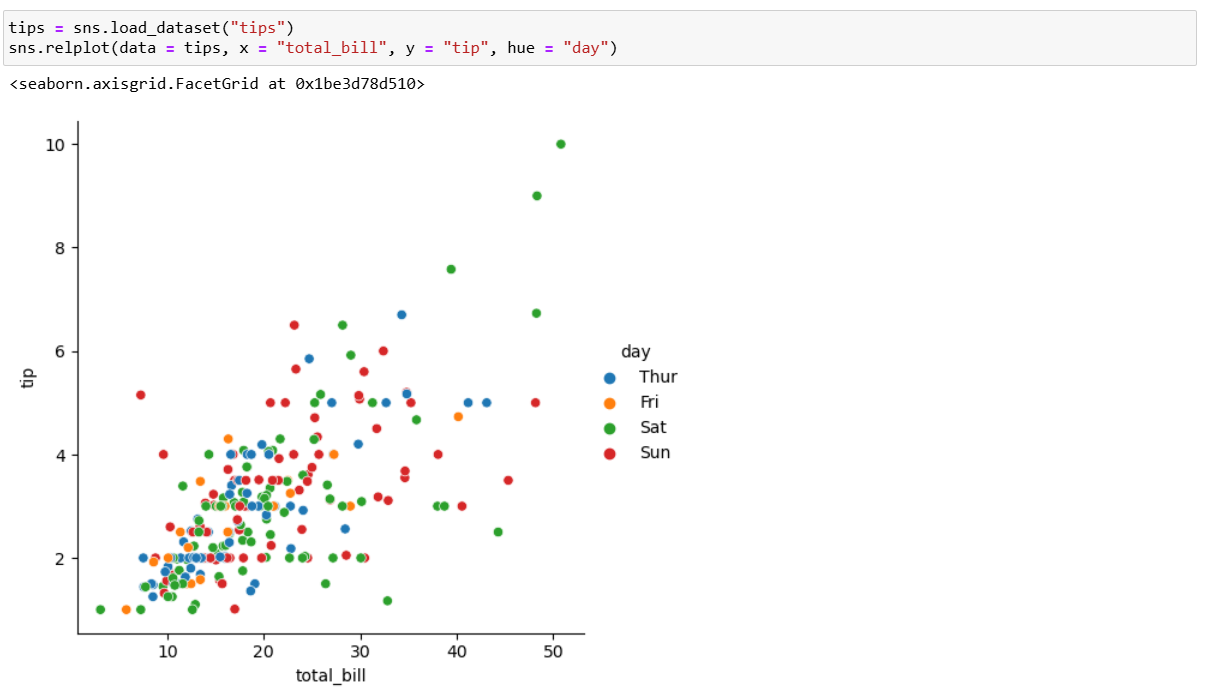 tips = sns.load_dataset("tips")
sns.relplot(data = tips, x = "total_bill", y = "tip", hue = "day")
<seaborn.axisgrid.FacetGrid at 0x1be3d78d510>
10
8
6
4
2
tip
10 20 30 40 50
total_bill
day
Thur
Fri
Sat
Sun